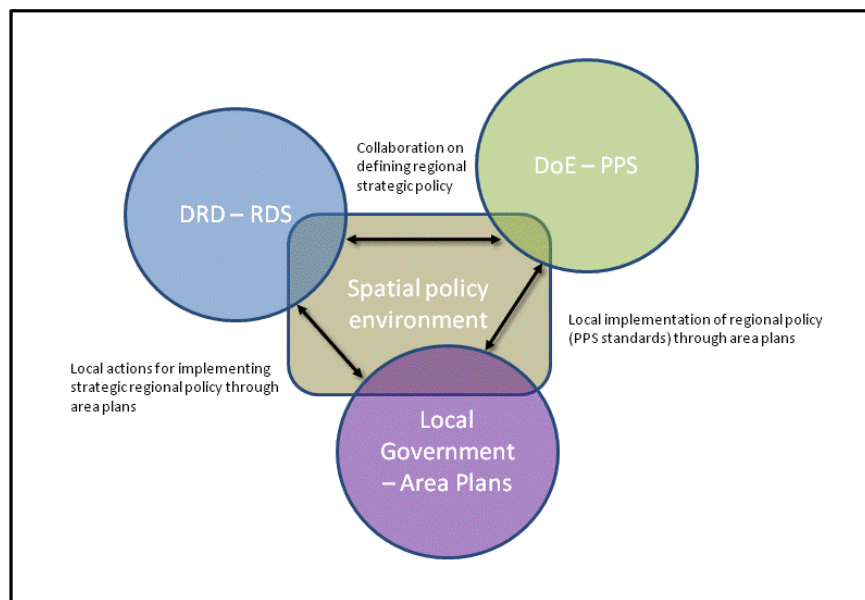 Collaboration on
defining regional
strategic policy
DoE – PPS
DRD – RDS
Spatial policy
environment
Local implementation of regional policy
(PPS standards) through area plans
Local actions for implementing
strategic regional policy through
area plans
Local
Government
– Area Plans